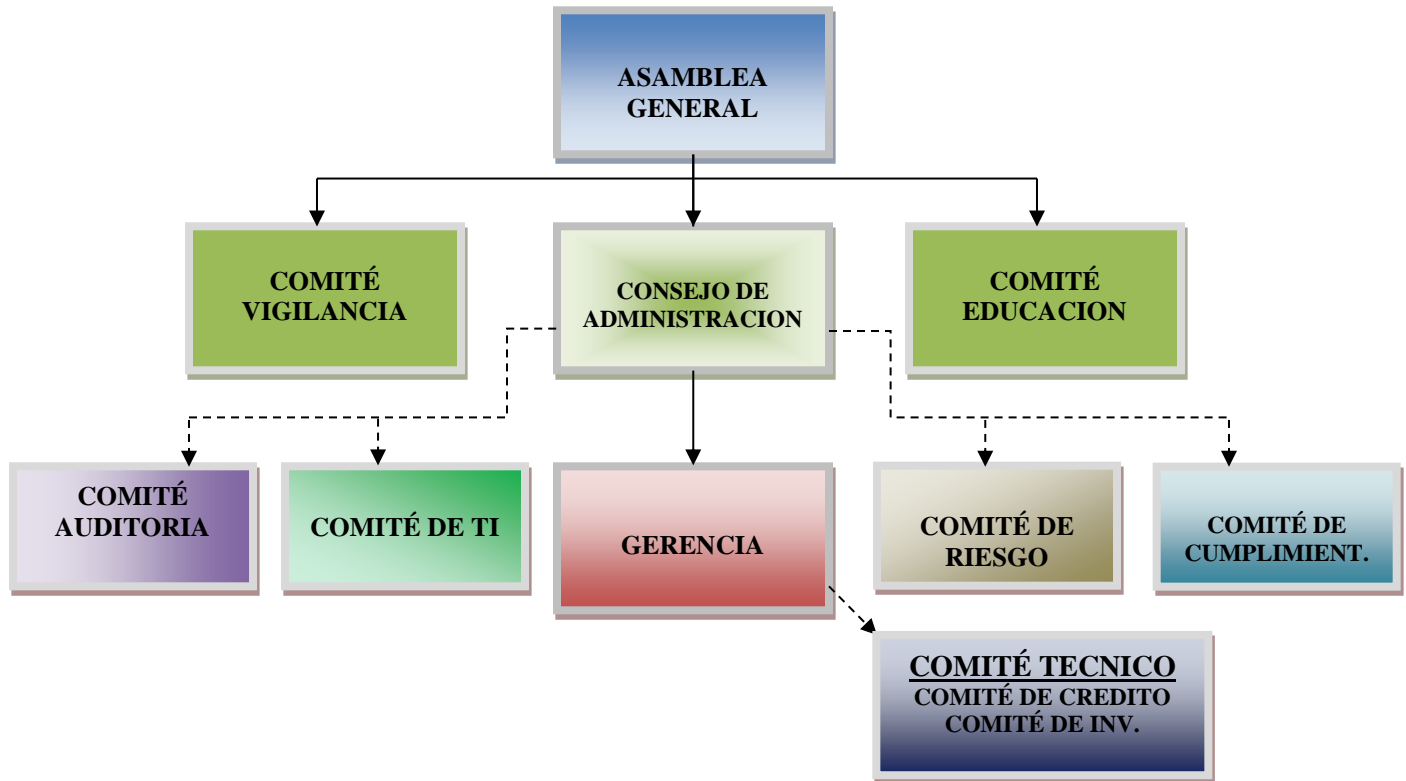 ASAMBLEA
GENERAL
COMITÉ
VIGILANCIA
CONSEJO DE
ADMINISTRACION
COMITÉ
EDUCACION
COMITÉ
AUDITORIA
COMITÉ DE TI
GERENCIA
COMITÉ DE
RIESGO
COMITÉ DE
CUMPLIMIENT.
COMITÉ TECNICO
COMITÉ DE CREDITO
COMITÉ DE INV.